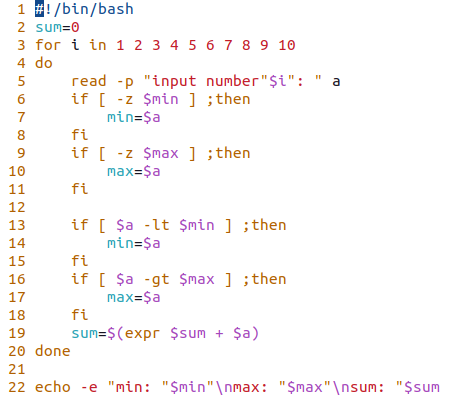 1 #!/bin/bash
2 sum=0
3 for i in 1 2 3 4 5 6 7 8 9 10
4 do
5     read -p "input number"$i": " a
6     if [ -z $min ] ;then
7         min=$a
8     fi
9     if [ -z $max ] ;then
10         max=$a
11     fi
12
13     if [ $a -lt $min ] ;then
14         min=$a
15     fi
16     if [ $a -gt $max ] ;then
17         max=$a
18     fi
19     sum=$(expr $sum + $a)
20 done
21
22 echo -e "min: "$min"\nmax: "$max"\nsum: "$sum